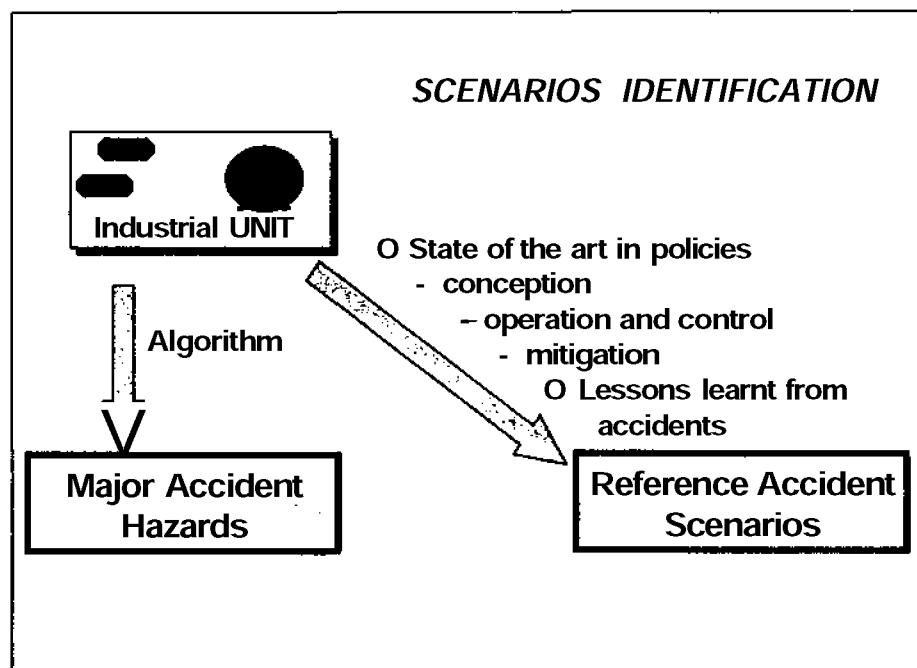 SCENARIOS IDENTIFICATION
Industrial UNIT
O State of the art in policies
- conception
- operation and control
- mitigation
O Lessons learnt from
accidents
Algorithm
Major Accident
Hazards
Reference Accident
Scenarios